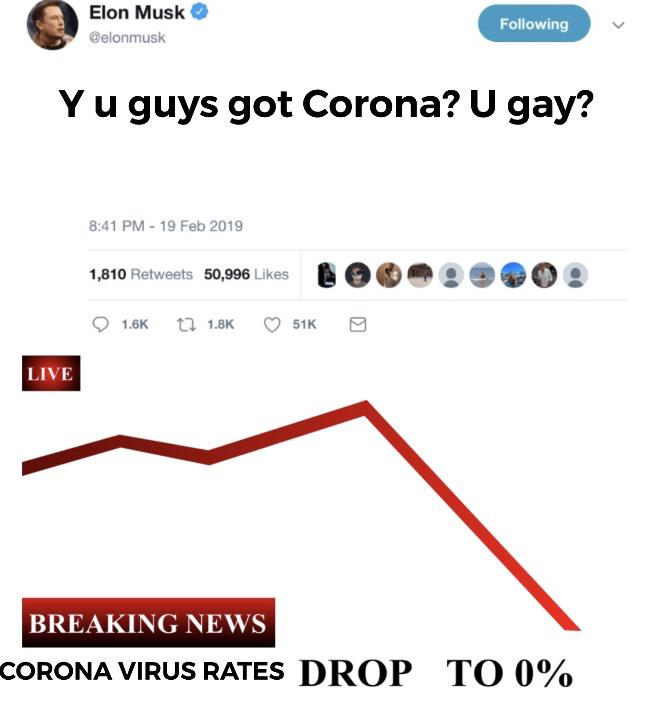 Elon Musk
Following
@elonmusk
Y u guys got Corona? U gay?
8:41 PM - 19 Feb 2019
1,810 Retweets 50,996 Likes
1.6K 1.8K 51K
LIVE
BREAKING NEWS
CORONA VIRUS RATES DROP TO 0%